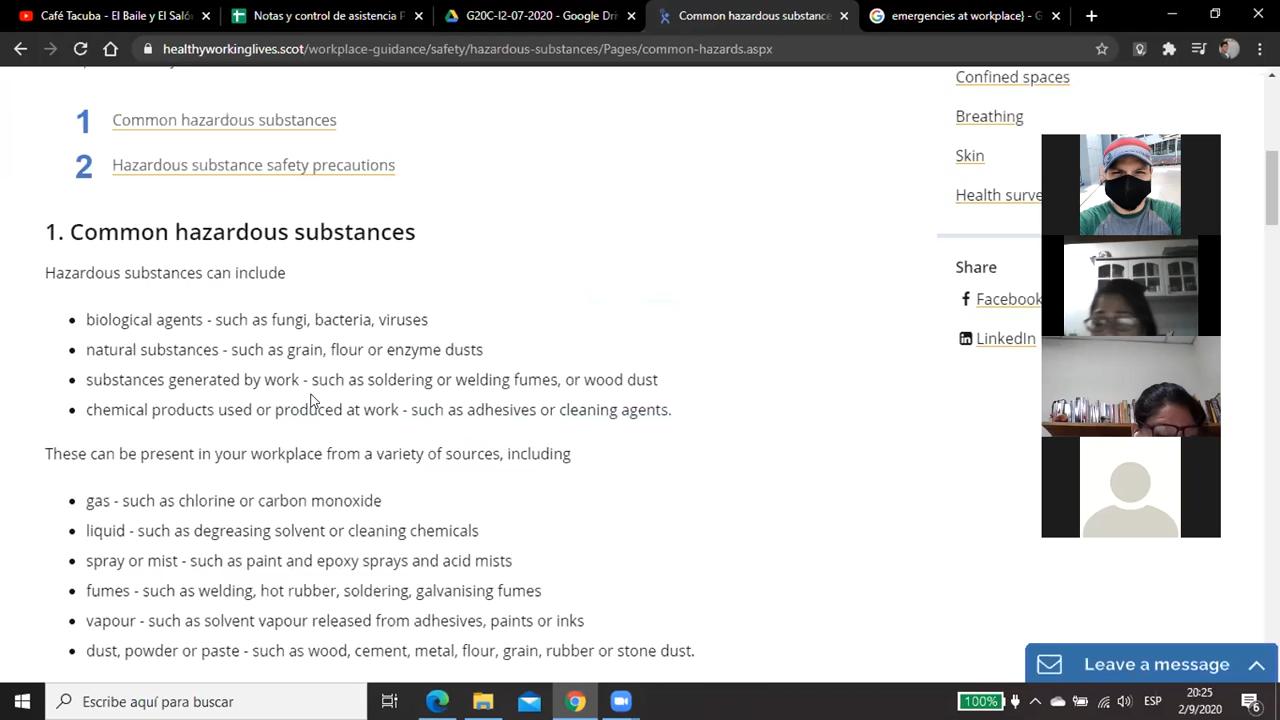 Café Tacuba - El Baile y El Saló
Notas y control de asistencia P
G20C-I2-07-2020 - Google Dri
Common hazardous substance
emergencies at workplace} - G
healthyworkinglives.scot/workplace-guidance/safety/hazardous-substances/Pages/common-hazards.aspx
1 Common hazardous substances
2 Hazardous substance safety precautions
1. Common hazardous substances
Hazardous substances can include
• biological agents - such as fungi, bacteria, viruses
• natural substances - such as grain, flour or enzyme dusts
• substances generated by work - such as soldering or welding fumes, or wood dust
• chemical products used or produced at work - such as adhesives or cleaning agents.
These can be present in your workplace from a variety of sources, including
• gas - such as chlorine or carbon monoxide
• liquid - such as degreasing solvent or cleaning chemicals
• spray or mist - such as paint and epoxy sprays and acid mists
• fumes - such as welding, hot rubber, soldering, galvanising fumes
• vapour - such as solvent vapour released from adhesives, paints or inks
• dust, powder or paste - such as wood, cement, metal, flour, grain, rubber or stone dust.
Confined spaces
Breathing
Skin
Health surve
Share
Facebook
LinkedIn
Leave a message
Escribe aquí para buscar
100%
ESP
20:25
2/9/2020
6